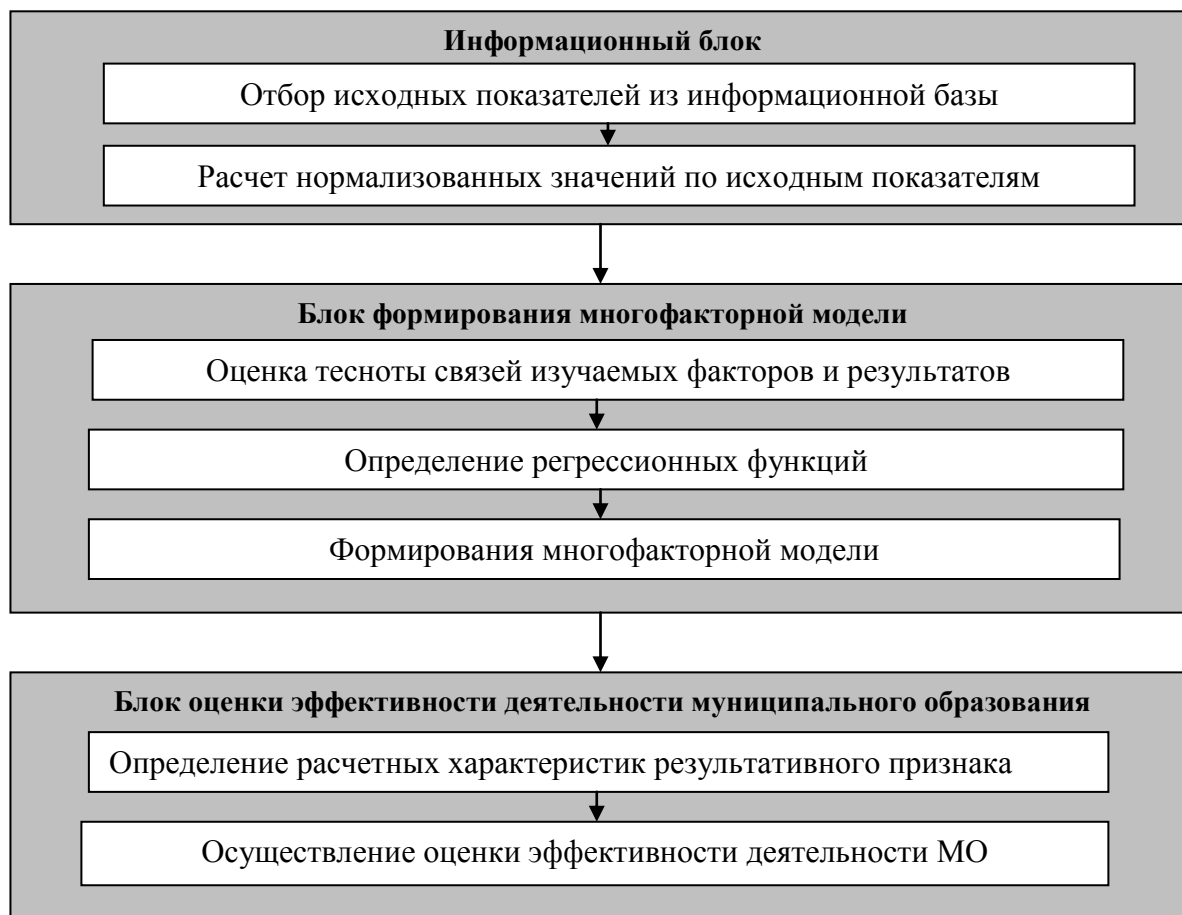 Информационный блок
Отбор исходных показателей из информационной базы
Расчет нормализованных значений по исходным показателям
Блок формирования многофакторной модели
Оценка тесноты связей изучаемых факторов и результатов
Определение регрессионных функций
Формирования многофакторной модели
Блок оценки эффективности деятельности муниципального образования
Определение расчетных характеристик результативного признака
Осуществление оценки эффективности деятельности МО